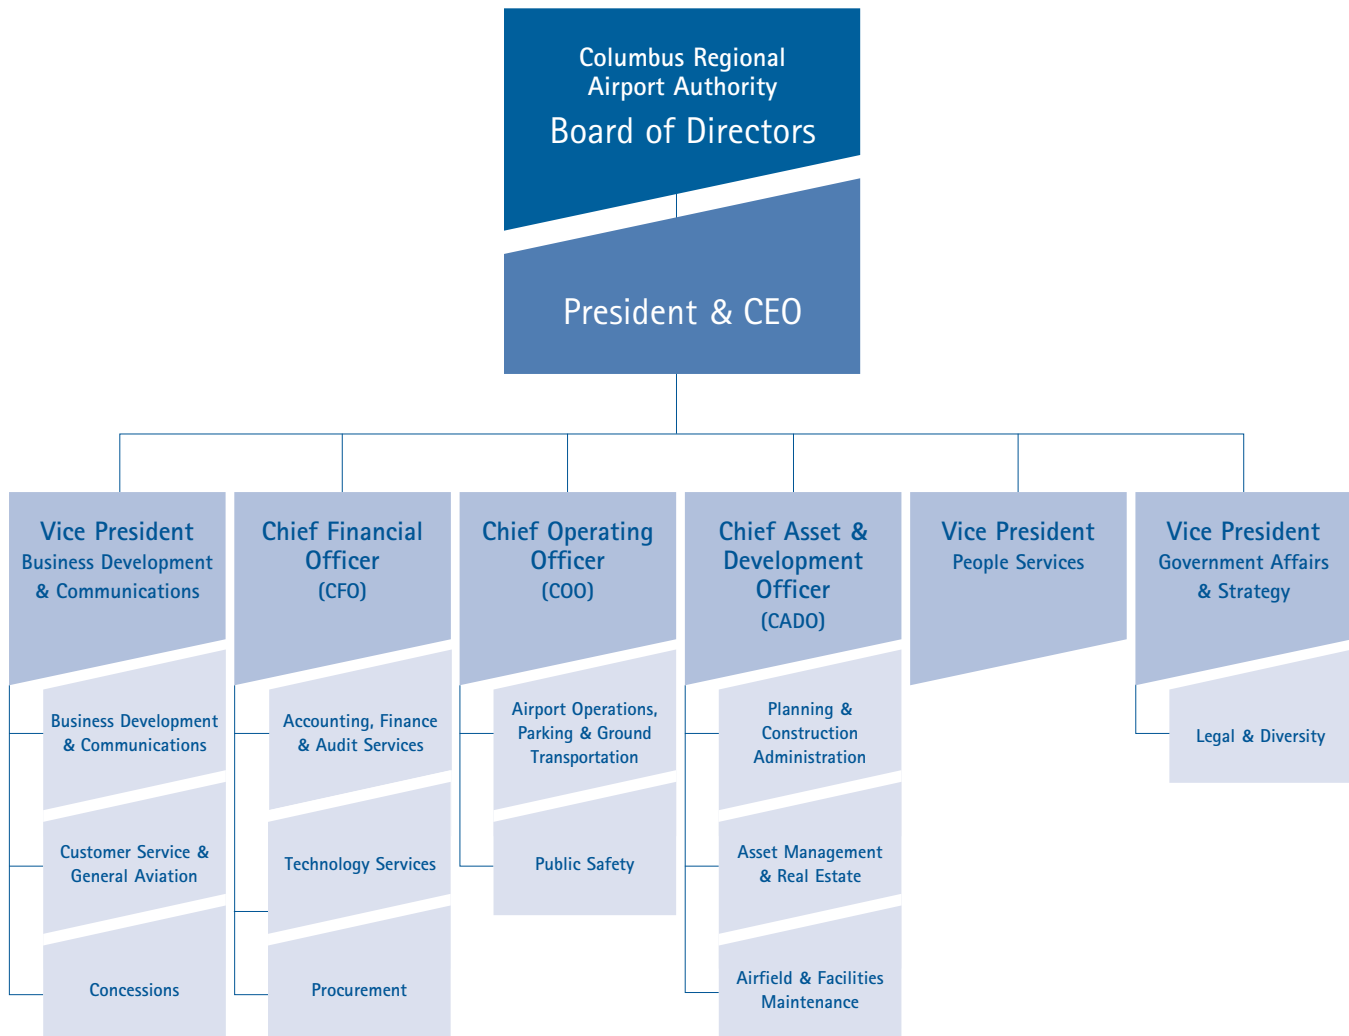 Columbus Regional
Airport Authority
Board of Directors
President & CEO
Vice President
Business Development
& Communications
Chief Financial
Officer
(CFO)
Chief Operating
Officer
(COO)
Chief Asset &
Development
Officer
(CADO)
Vice President
People Services
Vice President
Government Affairs
& Strategy
Business Development
& Communications
Customer Service &
General Aviation
Concessions
Accounting, Finance
& Audit Services
Technology Services
Procurement
Airport Operations,
Parking & Ground
Transportation
Public Safety
Planning &
Construction
Administration
Asset Management
& Real Estate
Airfield & Facilities
Maintenance
Legal & Diversity